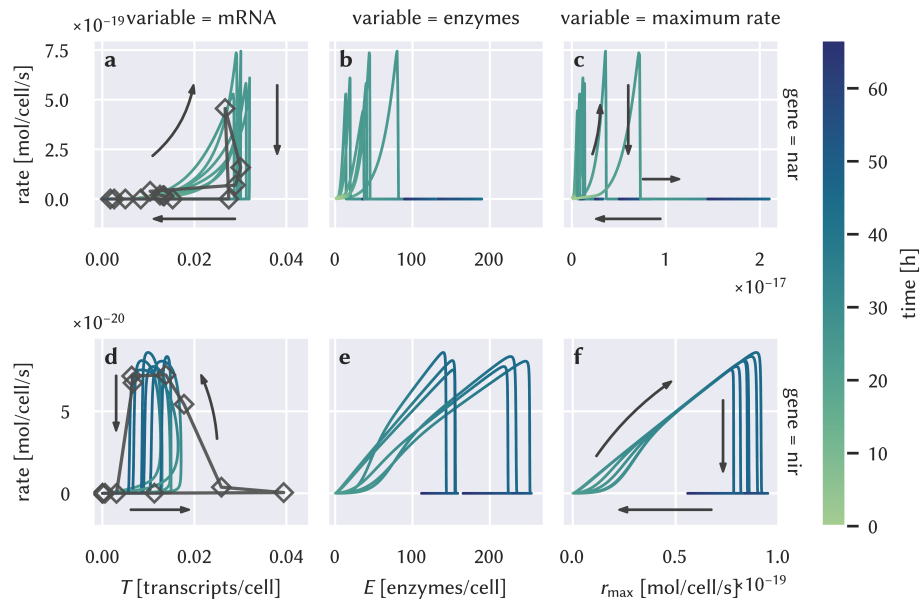 ×10⁻¹⁹ variable = mRNA variable = enzymes variable = maximum rate
a b c
7.5
5.0
2.5
0.0
rate [mol/cell/s]
gene = nar
0.00 0.02 0.04 0 100 200 0 1 2
×10⁻¹⁷
×10⁻²⁰
d e f
5
0
rate [mol/cell/s]
gene = nir
0.00 0.02 0.04 0 100 200 0.0 0.5 1.0
T [transcripts/cell] E [enzymes/cell] rmax [mol/cell/s] ×10⁻¹⁹
60
50
40
30
20
10
0
time [h]